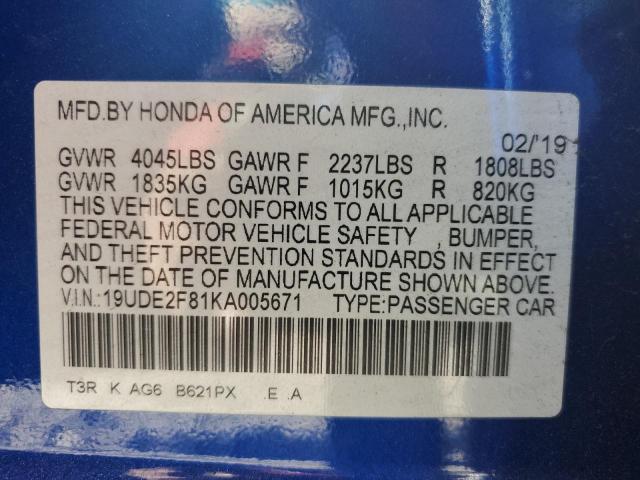 MFD.BY HONDA OF AMERICA MFG.,INC.
02/'19
GVWR 4045LBS GAWR F 2237LBS R 1808LBS
GVWR 1835KG GAWR F 1015KG R 820KG
THIS VEHICLE CONFORMS TO ALL APPLICABLE
FEDERAL MOTOR VEHICLE SAFETY , BUMPER,
AND THEFT PREVENTION STANDARDS IN EFFECT
ON THE DATE OF MANUFACTURE SHOWN ABOVE.
V.I.N.:19UDE2F81KA005671 TYPE:PASSENGER CAR
T3R K AG6 B621PX .E .A